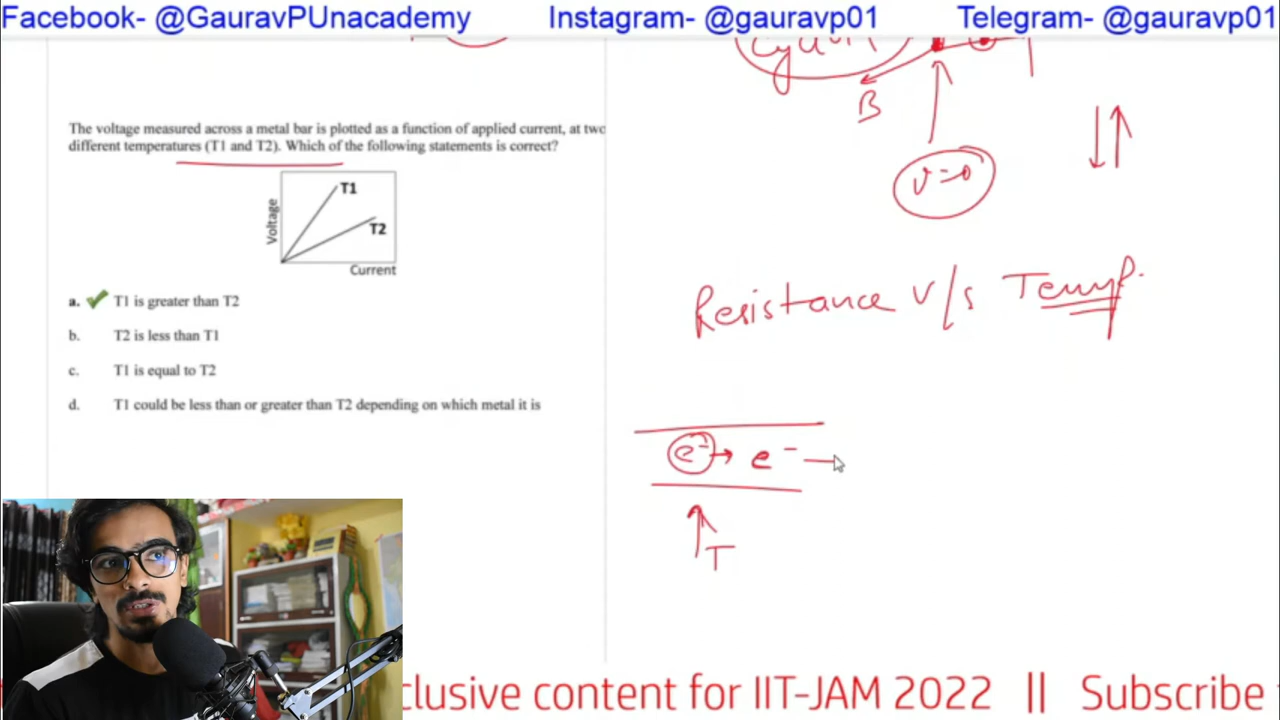 Facebook- @GauravPUnacademy Instagram- @gauravp01 Telegram- @gauravp01
B
v=0
The voltage measured across a metal bar is plotted as a function of applied current, at two
different temperatures (T1 and T2). Which of the following statements is correct?
T1
T2
Voltage
Current
a. T1 is greater than T2
b. T2 is less than T1
c. T1 is equal to T2
d. T1 could be less than or greater than T2 depending on which metal it is
Resistance v/s Temp.
e⁻ → e⁻ →
T
clusive content for IIT-JAM 2022 || Subscribe